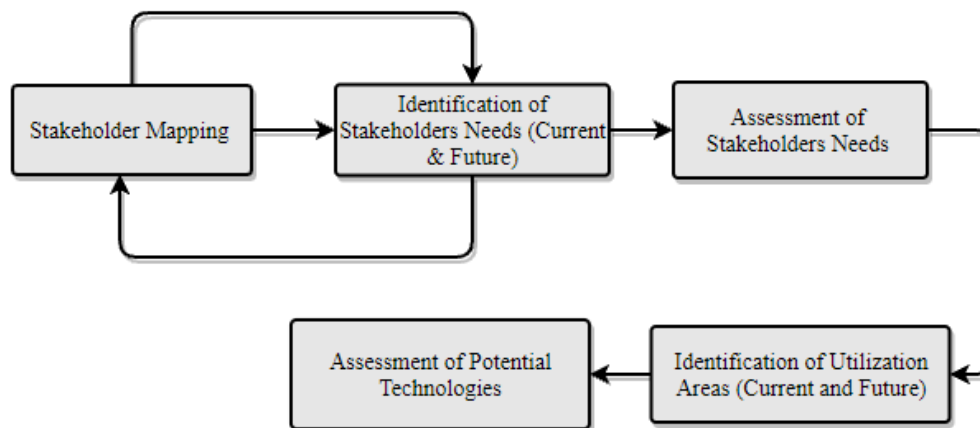 Stakeholder Mapping
Identification of
Stakeholders Needs (Current
& Future)
Assessment of
Stakeholders Needs
Identification of Utilization
Areas (Current and Future)
Assessment of Potential
Technologies